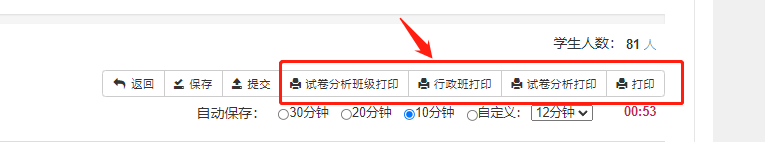 学生人数： 81 人
返回 保存 提交 试卷分析班级打印 行政班打印 试卷分析打印 打印
自动保存： 30分钟 20分钟 10分钟 自定义： 12分钟 00:53